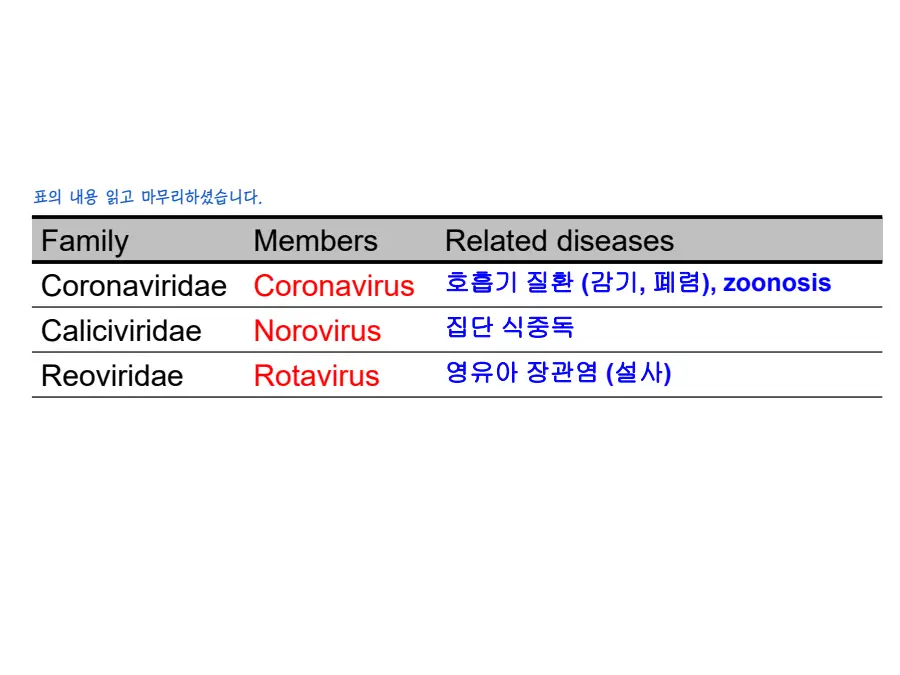 표의 내용 읽고 마무리하셨습니다.
Family Members Related diseases
Coronaviridae Coronavirus 호흡기 질환 (감기, 폐령), zoonosis
Caliciviridae Norovirus 집단 식중독
Reoviridae Rotavirus 영유아 장관염 (설사)